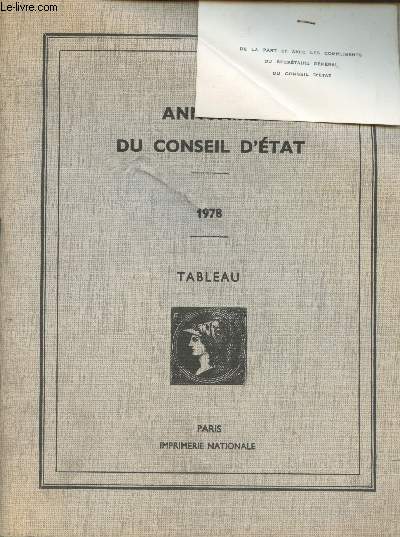 Le-livre.com
DE LA PART ET AVEC LES COMPLIMENTS
DU SECRÉTAIRE GÉNÉRAL
DU CONSEIL D'ÉTAT
DU CONSEIL D'ÉTAT
1978
TABLEAU
PARIS
IMPRIMERIE NATIONALE